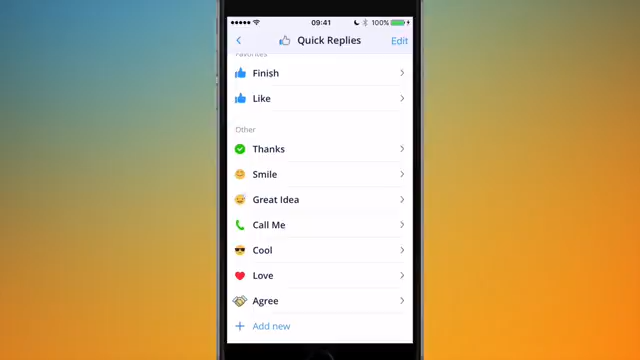 09:41
100%
Quick Replies
Edit
Favorites
Finish
Like
Other
Thanks
Smile
Great Idea
Call Me
Cool
Love
Agree
Add new